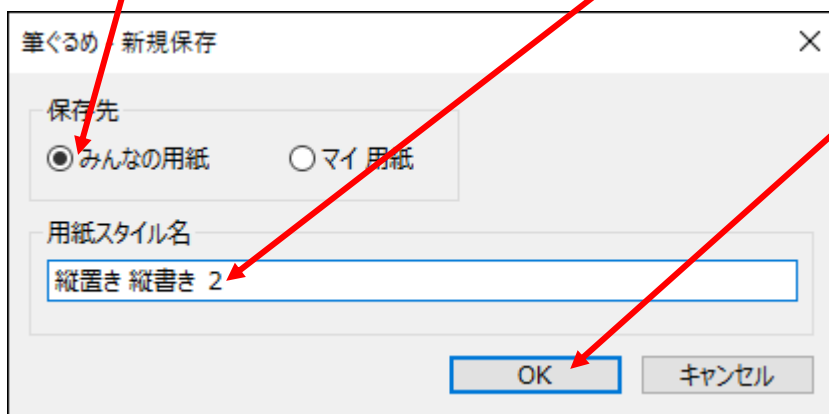 筆ぐるめ - 新規保存
保存先
みんなの用紙 マイ 用紙
用紙スタイル名
縦置き 縦書き 2
OK キャンセル